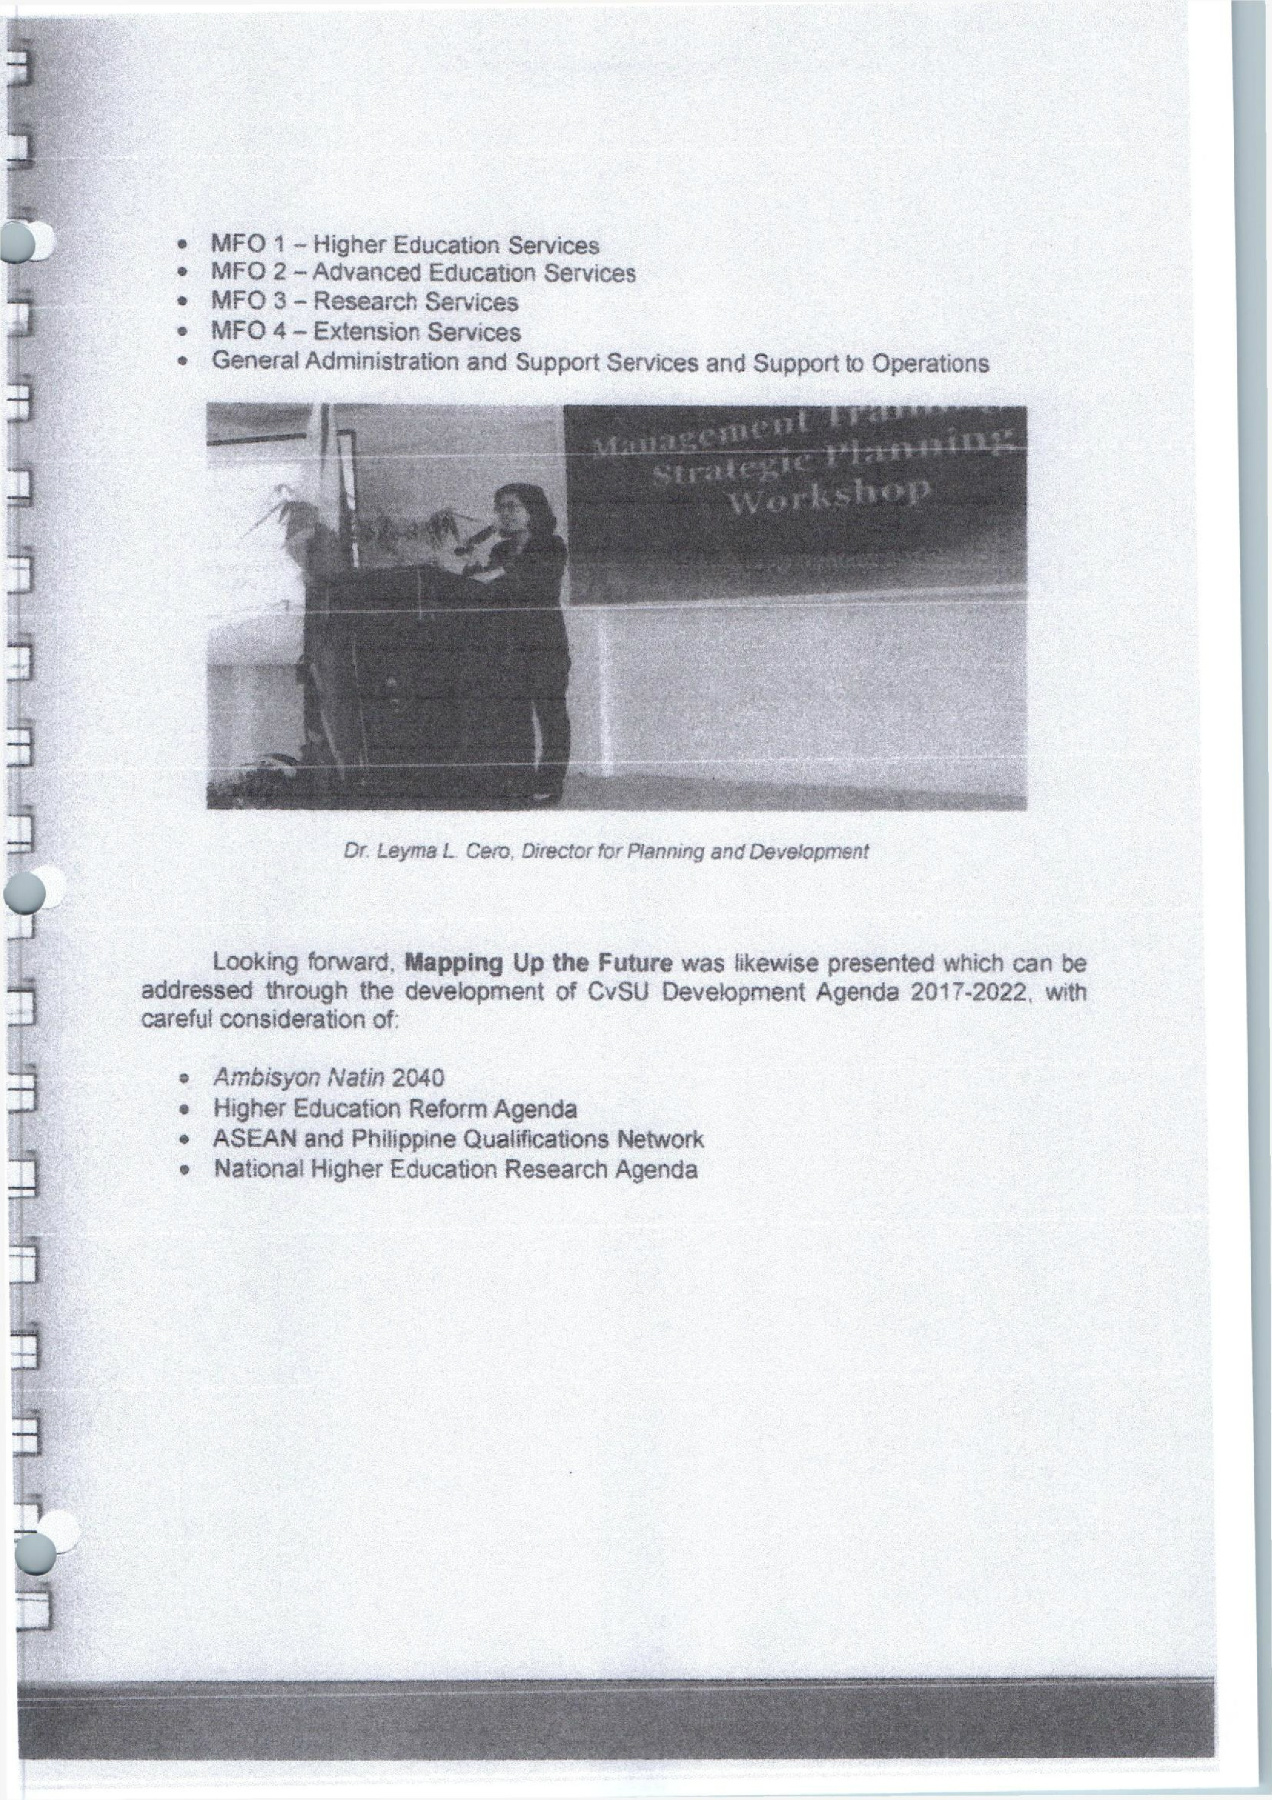 • MFO 1 – Higher Education Services
• MFO 2 – Advanced Education Services
• MFO 3 – Research Services
• MFO 4 – Extension Services
• General Administration and Support Services and Support to Operations
Management
Strategic Planning
Workshop
Dr. Leyma L. Cero, Director for Planning and Development
Looking forward, Mapping Up the Future was likewise presented which can be
addressed through the development of CvSU Development Agenda 2017-2022, with
careful consideration of:
• Ambisyon Natin 2040
• Higher Education Reform Agenda
• ASEAN and Philippine Qualifications Network
• National Higher Education Research Agenda